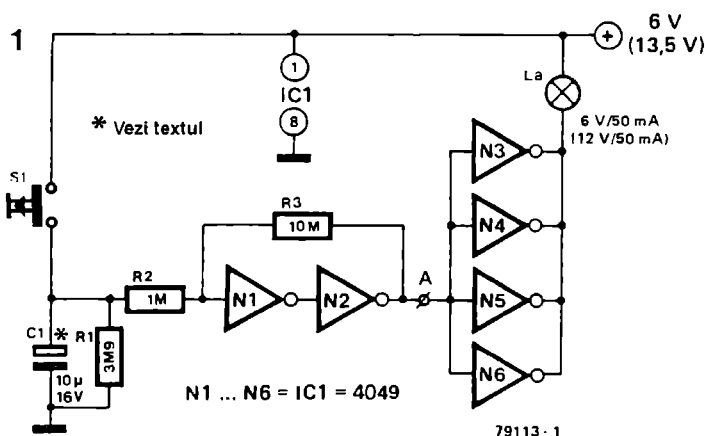 1
6 V
(13,5 V)
+
1
IC1
8
La
6 V/50 mA
(12 V/50 mA)
* Vezi textul
S1
N3
R3
10 M
N4
A
R2
1M
N1
N2
N5
C1 *
R1
3M9
10µ
16V
N6
N1 ... N6 = IC1 = 4049
79113 - 1